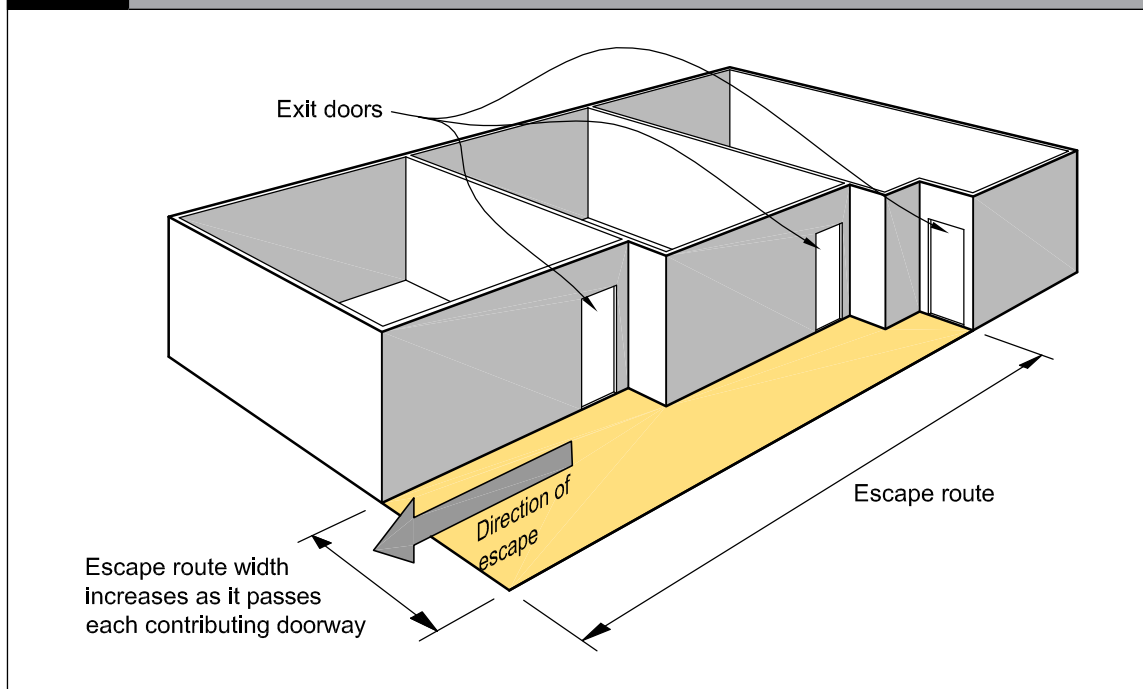 Exit doors
Direction of
escape
Escape route
Escape route width
increases as it passes
each contributing doorway